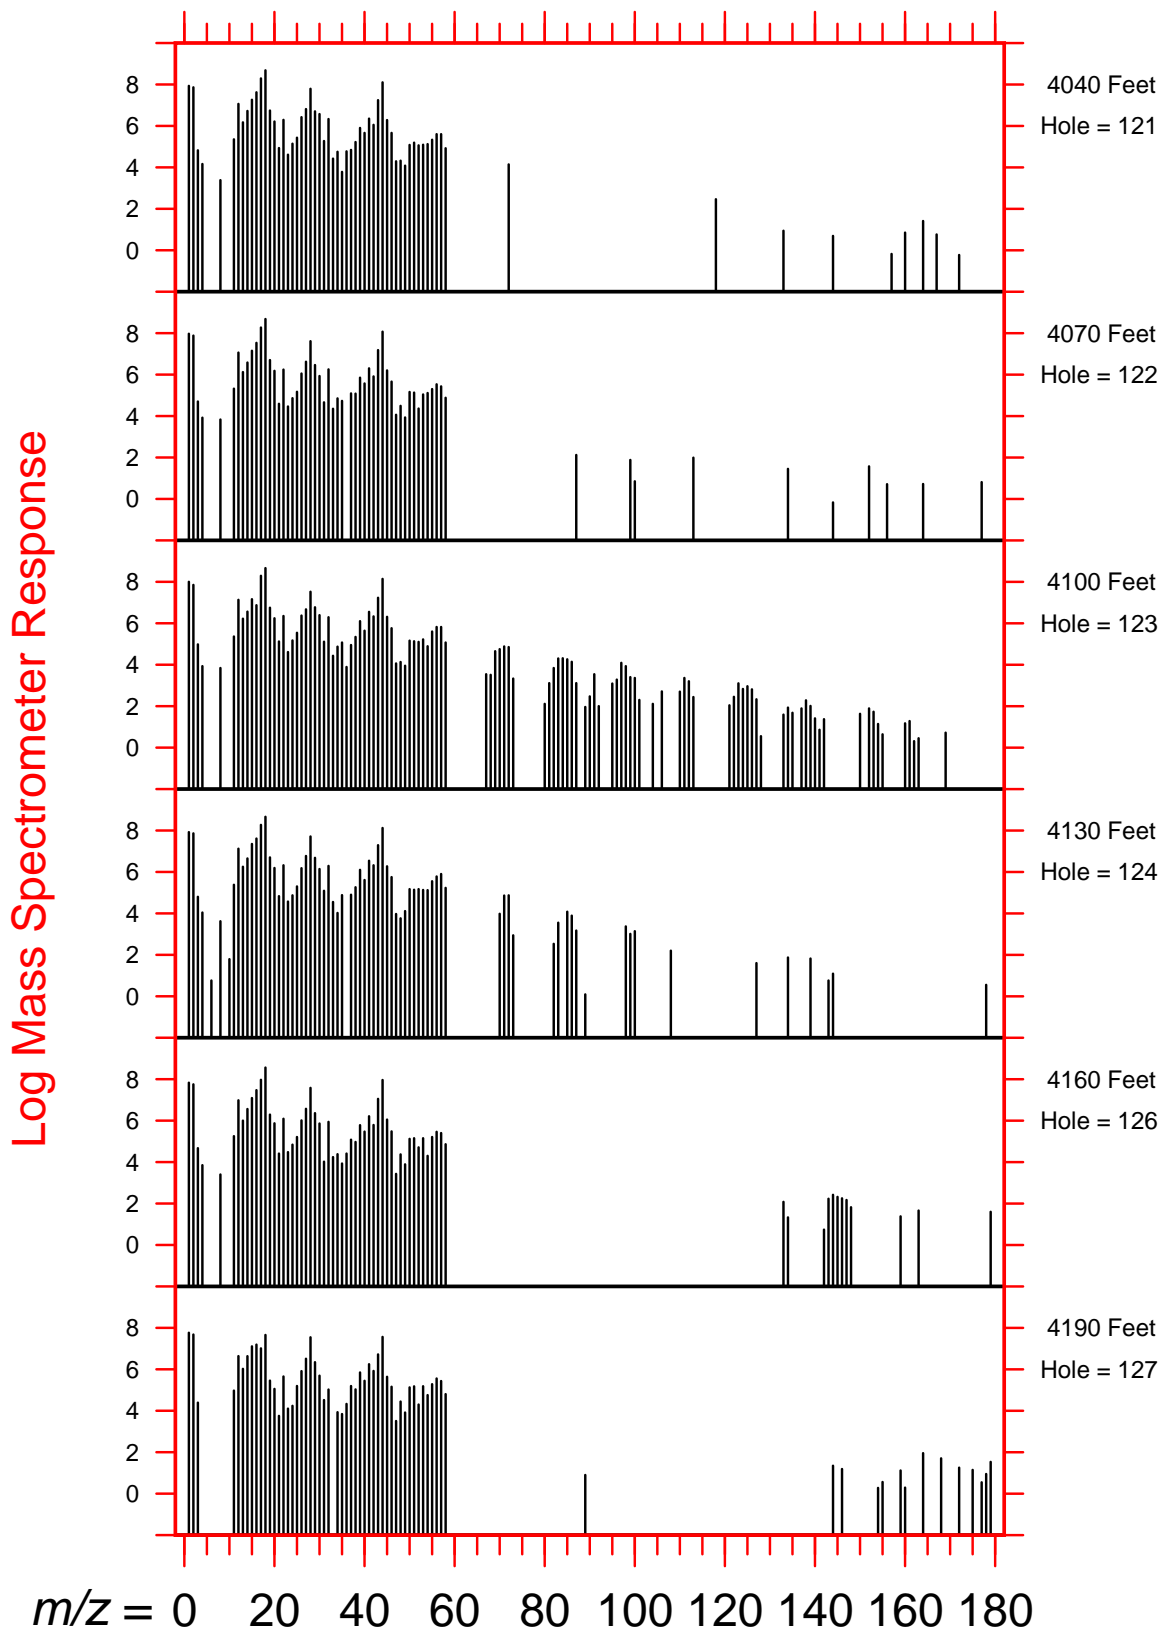 Log Mass Spectrometer Response
8
6
4
2
0
4040 Feet
Hole = 121
8
6
4
2
0
4070 Feet
Hole = 122
8
6
4
2
0
4100 Feet
Hole = 123
8
6
4
2
0
4130 Feet
Hole = 124
8
6
4
2
0
4160 Feet
Hole = 126
8
6
4
2
0
4190 Feet
Hole = 127
m/z = 0 20 40 60 80 100 120 140 160 180